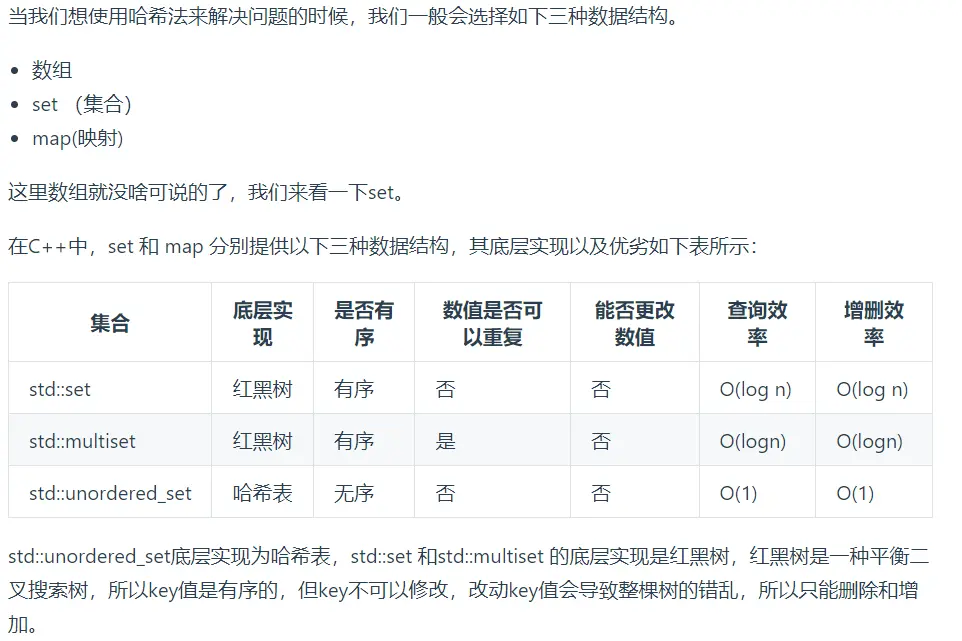 当我们想使用哈希法来解决问题的时候，我们一般会选择如下三种数据结构。
• 数组
• set （集合）
• map(映射)
这里数组就没啥可说的了，我们来看一下set。
在C++中，set 和 map 分别提供以下三种数据结构，其底层实现以及优劣如下表所示：
集合 底层实现 是否有序 数值是否可以重复 能否更改数值 查询效率 增删效率
std::set 红黑树 有序 否 否 O(log n) O(log n)
std::multiset 红黑树 有序 是 否 O(logn) O(logn)
std::unordered_set 哈希表 无序 否 否 O(1) O(1)
std::unordered_set底层实现为哈希表，std::set 和std::multiset 的底层实现是红黑树，红黑树是一种平衡二
叉搜索树，所以key值是有序的，但key不可以修改，改动key值会导致整棵树的错乱，所以只能删除和增
加。